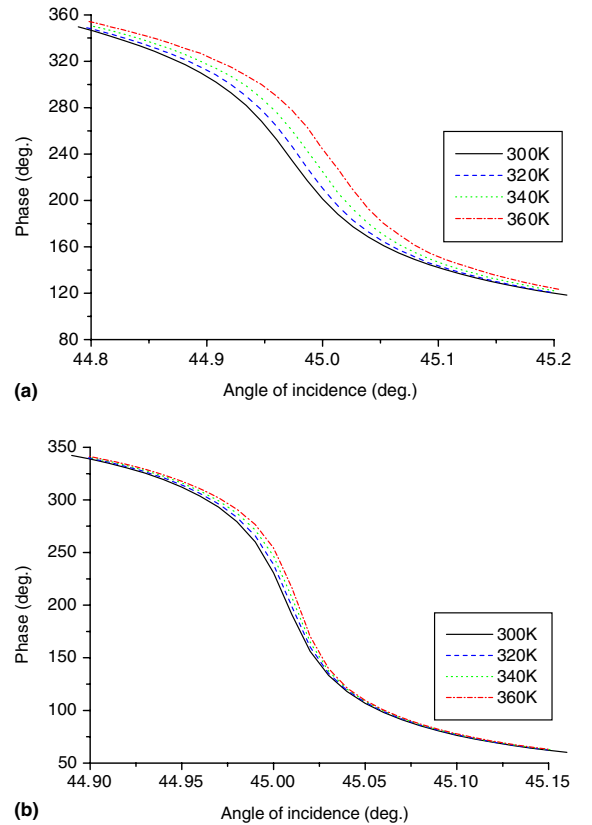 360
320
280
240
200
160
120
80
Phase (deg.)
300K
320K
340K
360K
44.8
44.9
45.0
45.1
45.2
Angle of incidence (deg.)
(a)
350
300
250
200
150
100
50
Phase (deg.)
300K
320K
340K
360K
44.90
44.95
45.00
45.05
45.10
45.15
Angle of incidence (deg.)
(b)